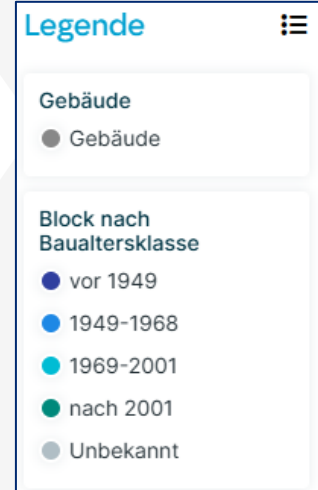 Legende
Gebäude
Gebäude
Block nach
Baualtersklasse
vor 1949
1949-1968
1969-2001
nach 2001
Unbekannt